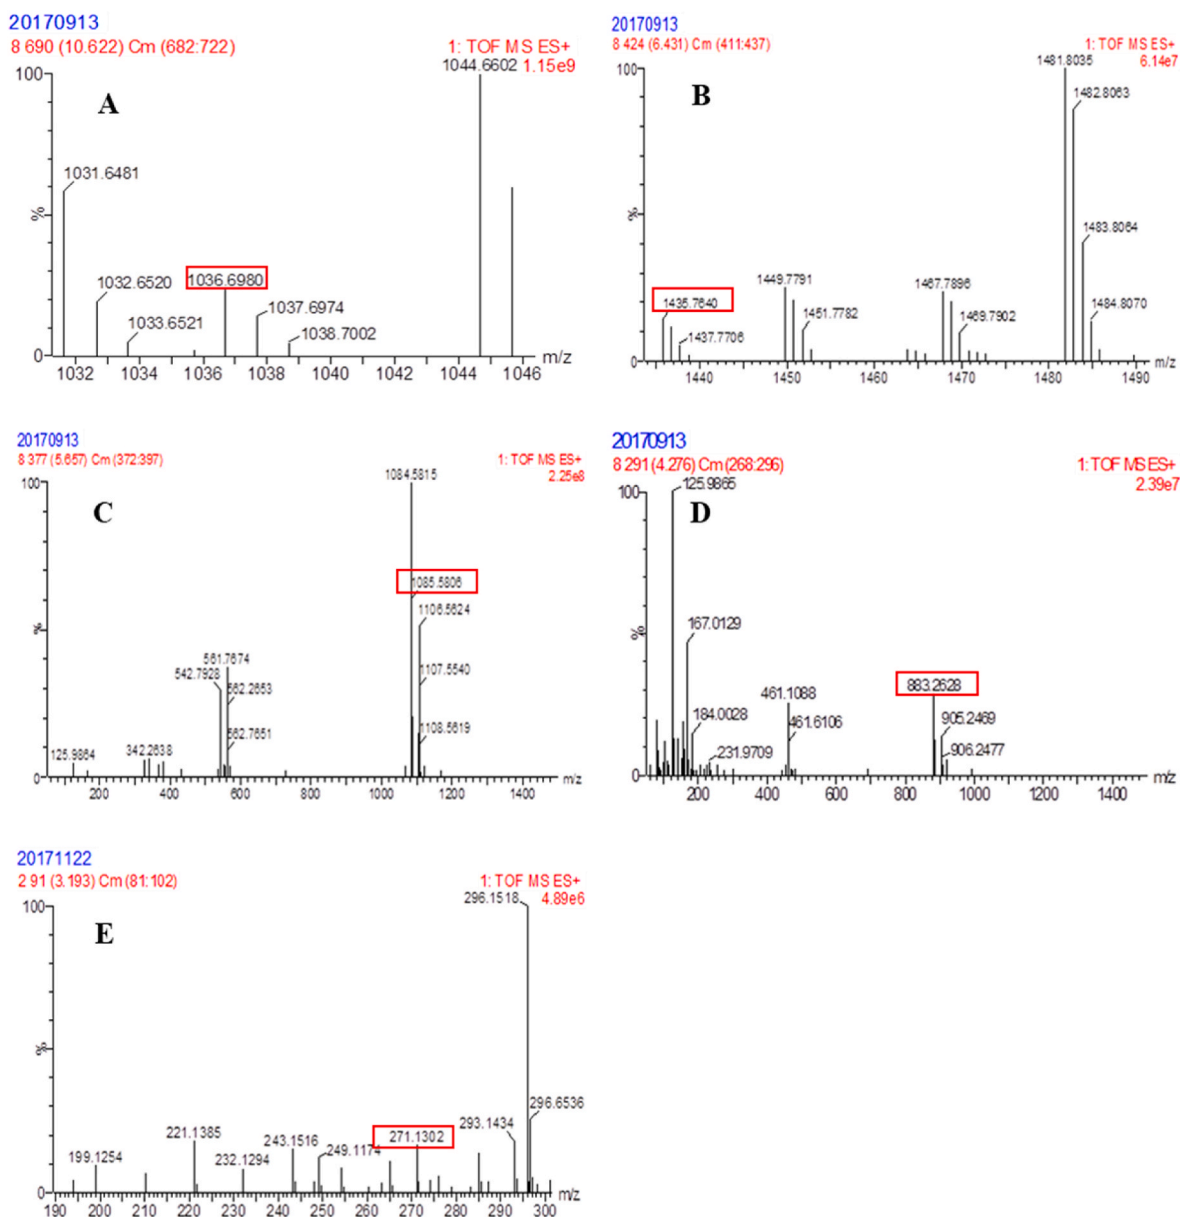 20170913
8 690 (10.622) Cm (682:722)
1: TOF MS ES+
1.15e9
1044.6602
100
A
1031.6481
%
1032.6520
1036.6980
1037.6974
1033.6521
1038.7002
0
m/z
1032 1034 1036 1038 1040 1042 1044 1046
20170913
8 424 (6.431) Cm (411:437)
1: TOF MS ES+
6.14e7
1481.8035
100
B
1482.8063
%
1483.8064
1449.7791
1467.7896
1435.7640
1451.7782
1469.7902
1484.8070
1437.7706
0
m/z
1440 1450 1460 1470 1480 1490
20170913
8 377 (5.657) Cm (372:397)
1: TOF MS ES+
2.25e8
1084.5815
100
C
1085.5806
1106.5624
%
561.7674
542.7928
562.2653
1107.5540
562.7651
1108.5619
125.9864
342.2638
0
m/z
200 400 600 800 1000 1200 1400
20170913
8 291 (4.276) Cm (268:296)
1: TOF MS ES+
2.39e7
125.9865
100
D
%
167.0129
883.2628
461.1088
184.0028
461.6106
905.2469
231.9709
906.2477
0
m/z
200 400 600 800 1000 1200 1400
20171122
2 91 (3.193) Cm (81:102)
1: TOF MS ES+
4.89e6
296.1518
100
E
%
296.6536
221.1385
271.1302
293.1434
243.1516
249.1174
199.1254
232.1294
0
m/z
190 200 210 220 230 240 250 260 270 280 290 300